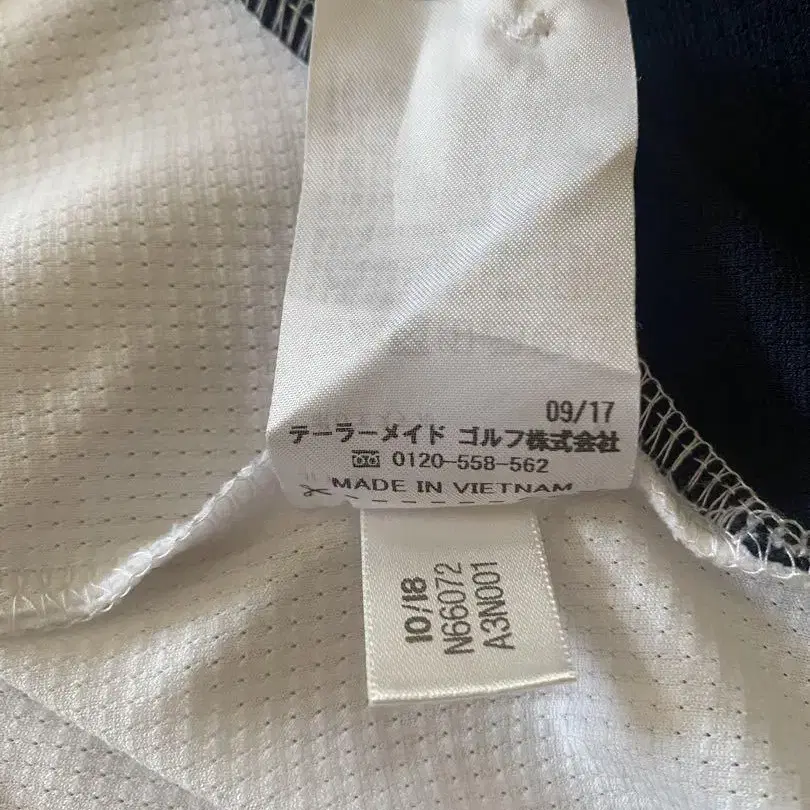 09/17
テーラーメイド ゴルフ株式会社
0120-558-562
MADE IN VIETNAM
10/18
N66072
A3N001